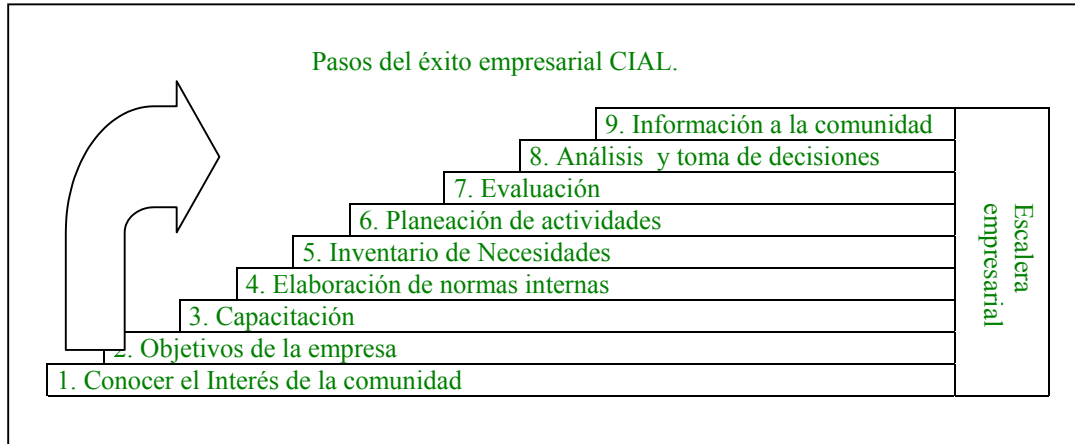 Pasos del éxito empresarial CIAL.
9. Información a la comunidad
8. Análisis y toma de decisiones
7. Evaluación
6. Planeación de actividades
5. Inventario de Necesidades
4. Elaboración de normas internas
3. Capacitación
2. Objetivos de la empresa
1. Conocer el Interés de la comunidad
Escalera
empresarial